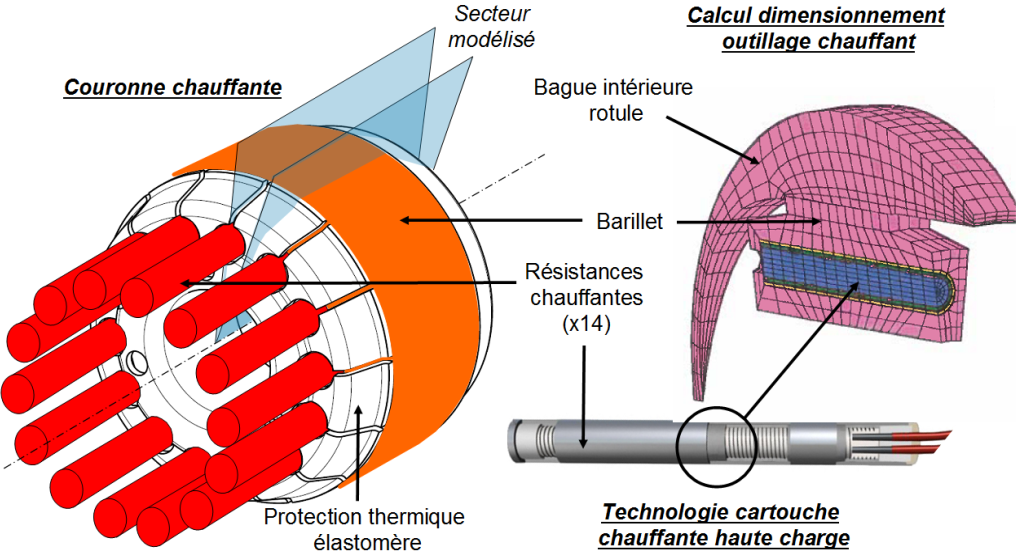 Secteur
modélisé
Calcul dimensionnement
outillage chauffant
Couronne chauffante
Bague intérieure
rotule
Barillet
Résistances
chauffantes
(x14)
Protection thermique
élastomère
Technologie cartouche
chauffante haute charge